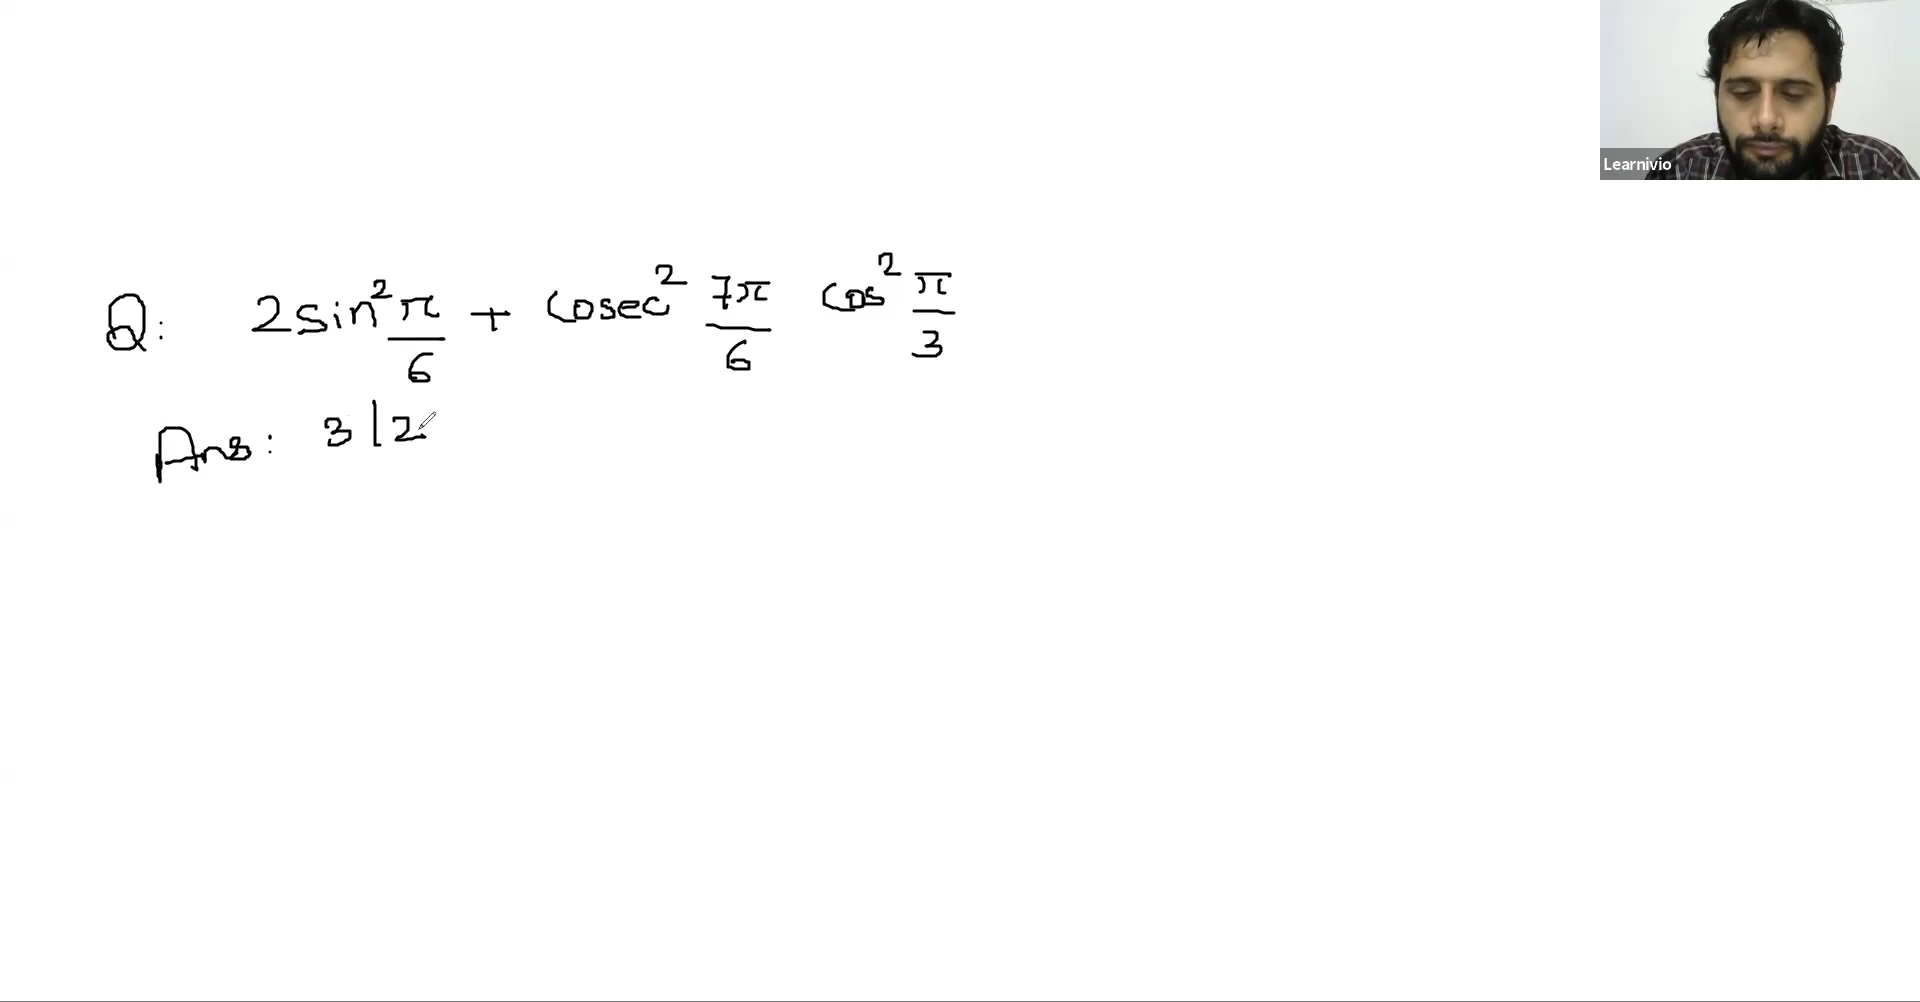 Learnivio
Q: 2sin²π/6 + cosec² 7π/6 cos² π/3
Ans: 3|2